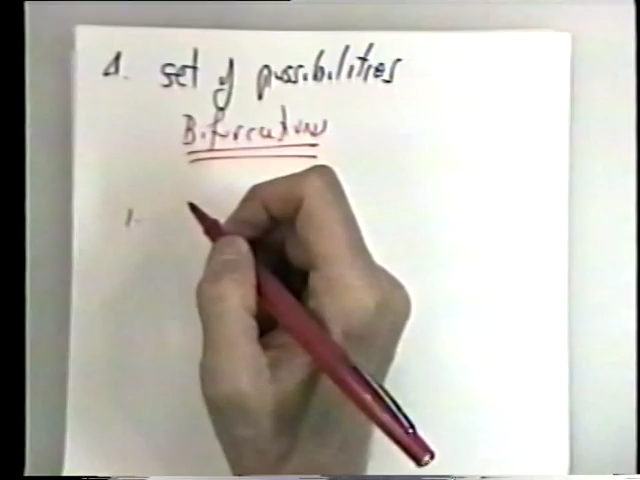 4. set of possibilities
Bifurcation
1.